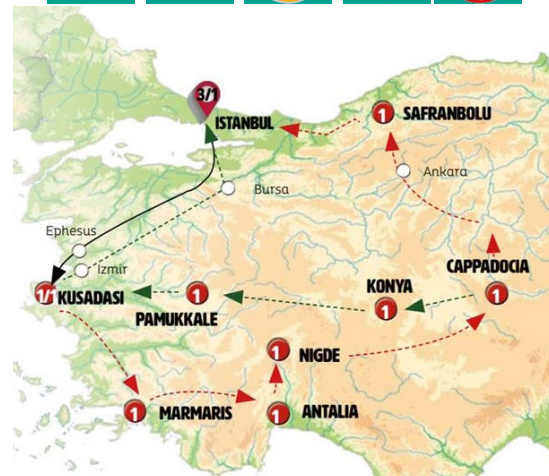 3/1
ISTANBUL
1
SAFRANBOLU
Ankara
Bursa
Ephesus
Izmir
CAPPADOCIA
1/1
KUSADASI
1
PAMUKKALE
KONYA
1
1
1
NIGDE
1
MARMARIS
1
ANTALIA